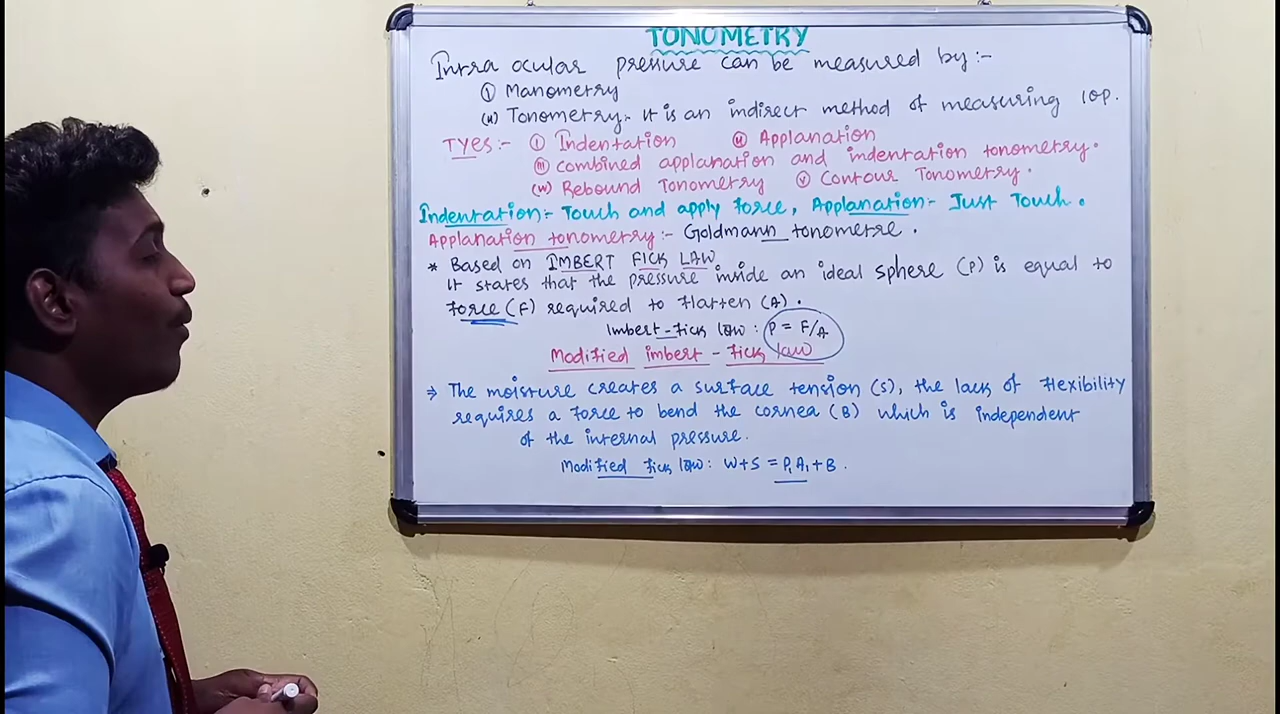 TONOMETRY
Intra ocular pressure can be measured by:-
(i) Manometry
(ii) Tonometry:- it is an indirect method of measuring IOP.
TYES:- (i) Indentation (ii) Applanation
(iii) combined applanation and indentation tonometry.
(iv) Rebound Tonometry (v) Contour Tonometry.
Indentation:- Touch and apply force, Applanation:- Just Touch.
Applanation tonometry:- Goldmann tonometre.
* Based on IMBERT FICK LAW
It states that the pressure inside an ideal sphere (P) is equal to
force (F) required to flatten (A).
Imbert-fick law: P = F/A
Modified imbert-fick law
⇒ The moisture creates a surface tension (S), the lack of flexibility
requires a force to bend the cornea (B) which is independent
of the internal pressure.
Modified fick law: W+S = P₁A₁+B.